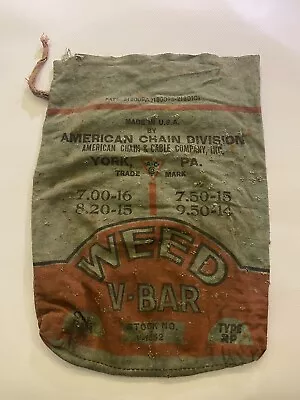 MADE IN U.S.A.
BY
AMERICAN CHAIN DIVISION
AMERICAN CHAIN & CABLE COMPANY, INC.
YORK, PA.
TRADE MARK
7.00-16 7.50-15
8.20-15 9.50-14
WEED
V-BAR
STOCK NO.
TYPE
RP